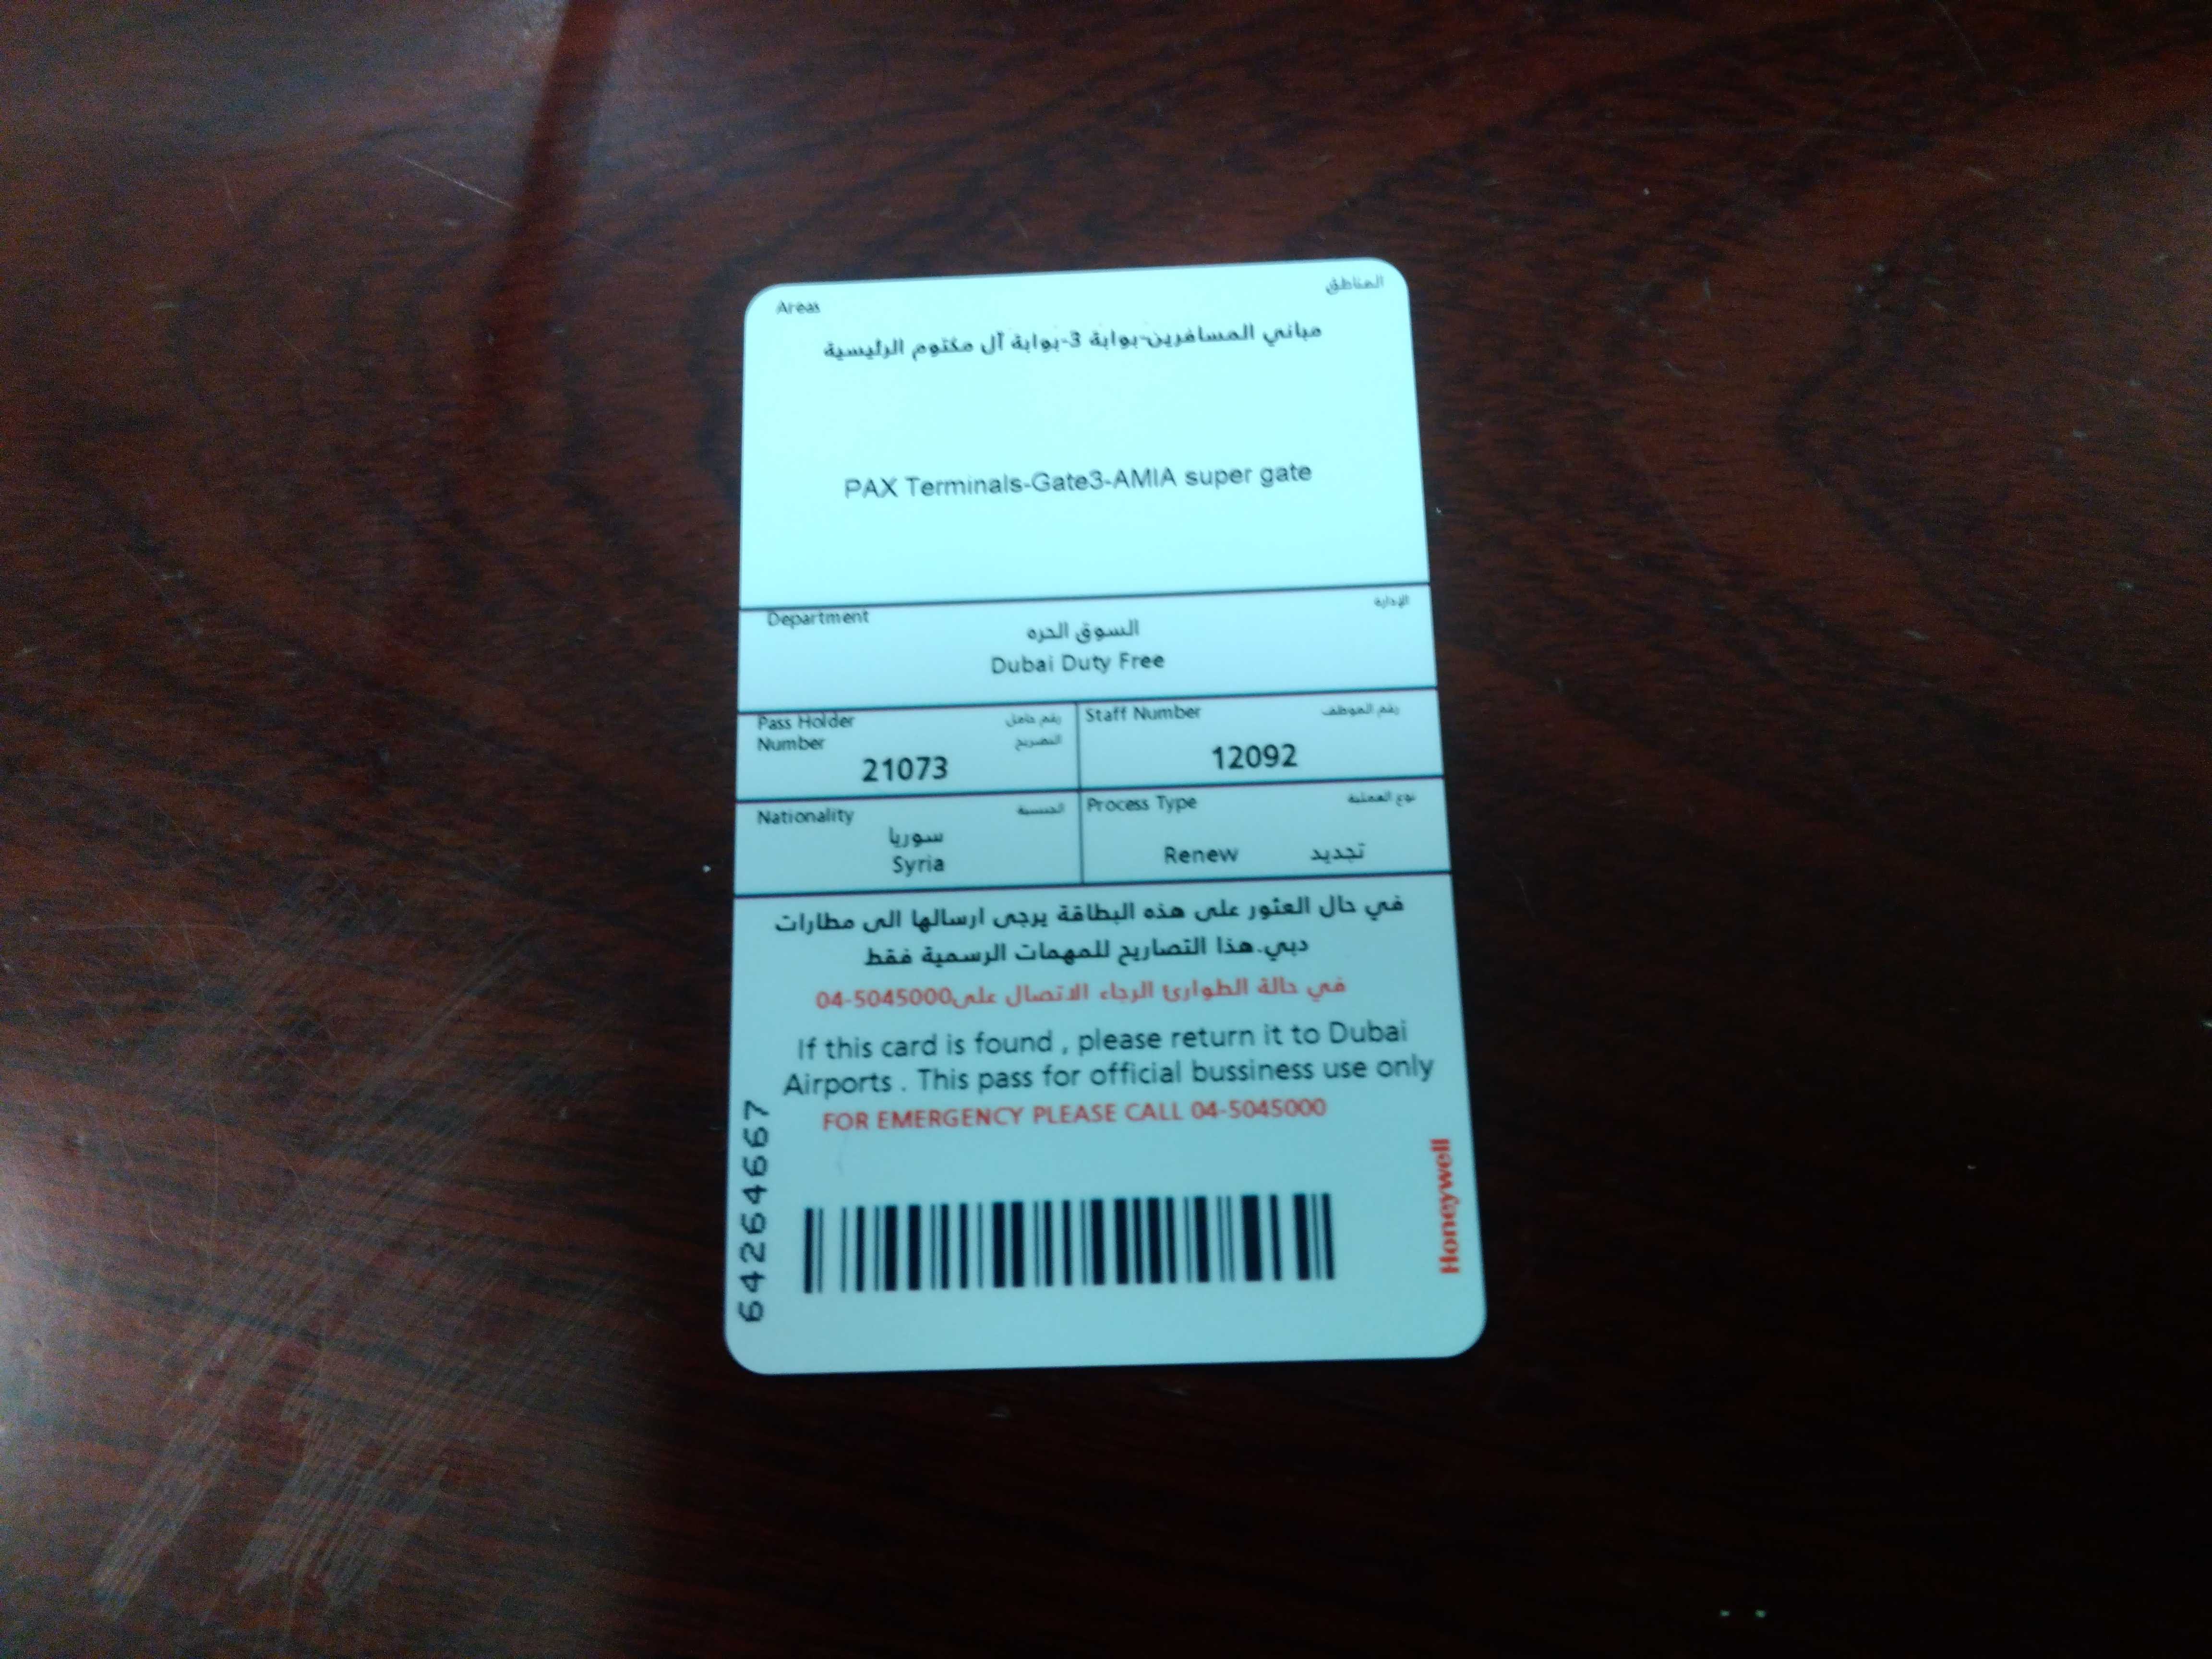 Areas
المناطق
مباني المسافرين-بوابة 3-بوابة آل مكتوم الرئيسية
PAX Terminals-Gate3-AMIA super gate
Department
الإدارة
السوق الحره
Dubai Duty Free
Pass Holder
Number
رقم حامل
التصريح
21073
Staff Number
رقم الموظف
12092
Nationality
الجنسية
سوريا
Syria
Process Type
نوع العملية
Renew تجديد
في حال العثور على هذه البطاقة يرجى ارسالها الى مطارات
دبي.هذا التصاريح للمهمات الرسمية فقط
في حالة الطوارئ الرجاء الاتصال على04-5045000
If this card is found , please return it to Dubai
Airports . This pass for official bussiness use only
FOR EMERGENCY PLEASE CALL 04-5045000
64264667
Honeywell